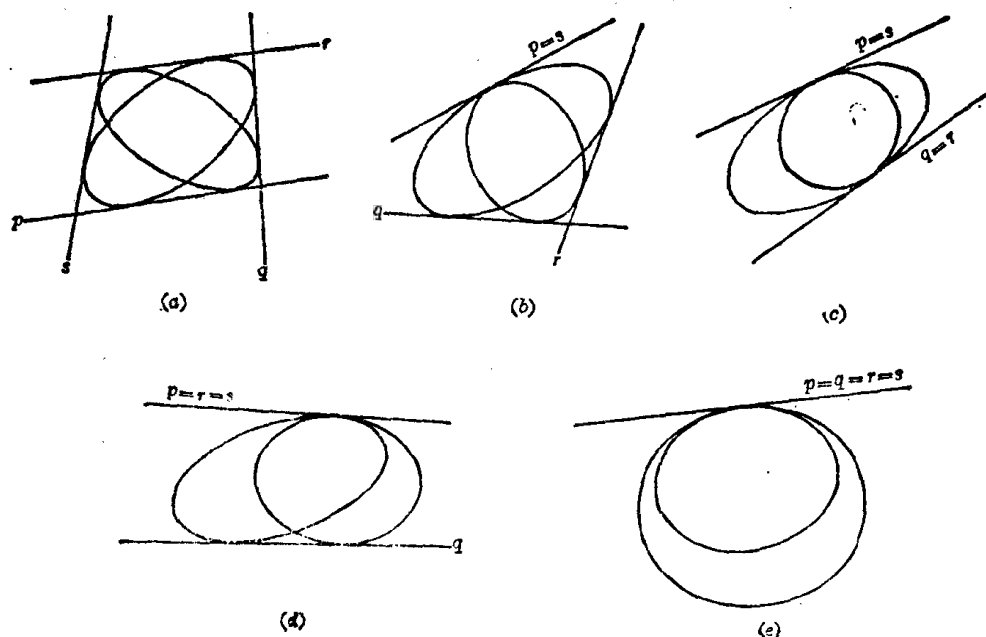 r
p
s
q
(a)
p=s
q
r
(b)
p=s
q=r
(c)
p=r=s
q
(d)
p=q=r=s
(e)